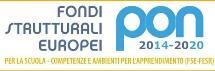 FONDI
STRUTTURALI
EUROPEI
pon
2014-2020
PER LA SCUOLA - COMPETENZE E AMBIENTI PER L'APPRENDIMENTO (FSE-FESR)